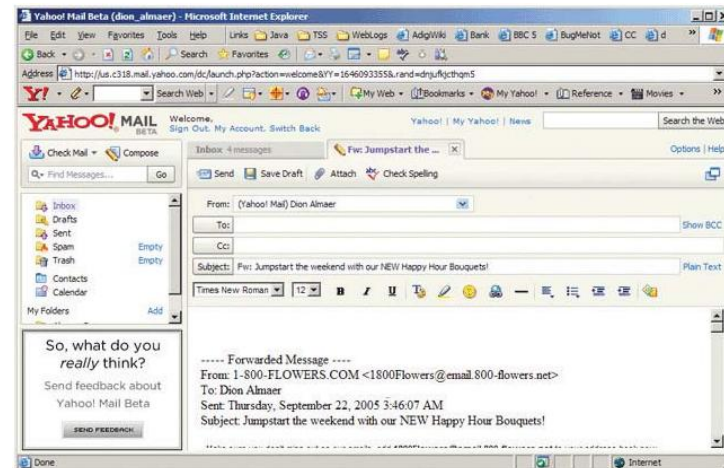 Yahoo! Mail Beta (dion_almaer) - Microsoft Internet Explorer
File Edit View Favorites Tools Help Links Java TSS WebLogs AdigWiki Bank BBC 5 BugMeNot CC d »
Back Search Favorites
Address http://us.c318.mail.yahoo.com/dc/launch.php?action=welcome&YY=1646093355&.rand=dnjuflqcthqm5
Y! Search Web My Web Bookmarks My Yahoo! Reference Movies »
YAHOO! MAIL BETA
Welcome,
Sign Out. My Account. Switch Back
Yahoo! | My Yahoo! | News
Search the Web
Check Mail Compose
Inbox 4 messages
Fw: Jumpstart the ...
Options | Help
Find Messages... Go
Send Save Draft Attach Check Spelling
Inbox
Drafts
Sent
Spam Empty
Trash Empty
Contacts
Calendar
My Folders Add
From: (Yahoo! Mail) Dion Almaer
To: Show BCC
Cc:
Subject: Fw: Jumpstart the weekend with our NEW Happy Hour Bouquets! Plain Text
Times New Roman 12 B I U
So, what do you
really think?
Send feedback about
Yahoo! Mail Beta
SEND FEEDBACK
----- Forwarded Message ----
From: 1-800-FLOWERS.COM <1800Flowers@email.800-flowers.net>
To: Dion Almaer
Sent: Thursday, September 22, 2005 3:46:07 AM
Subject: Jumpstart the weekend with our NEW Happy Hour Bouquets!
Done Internet